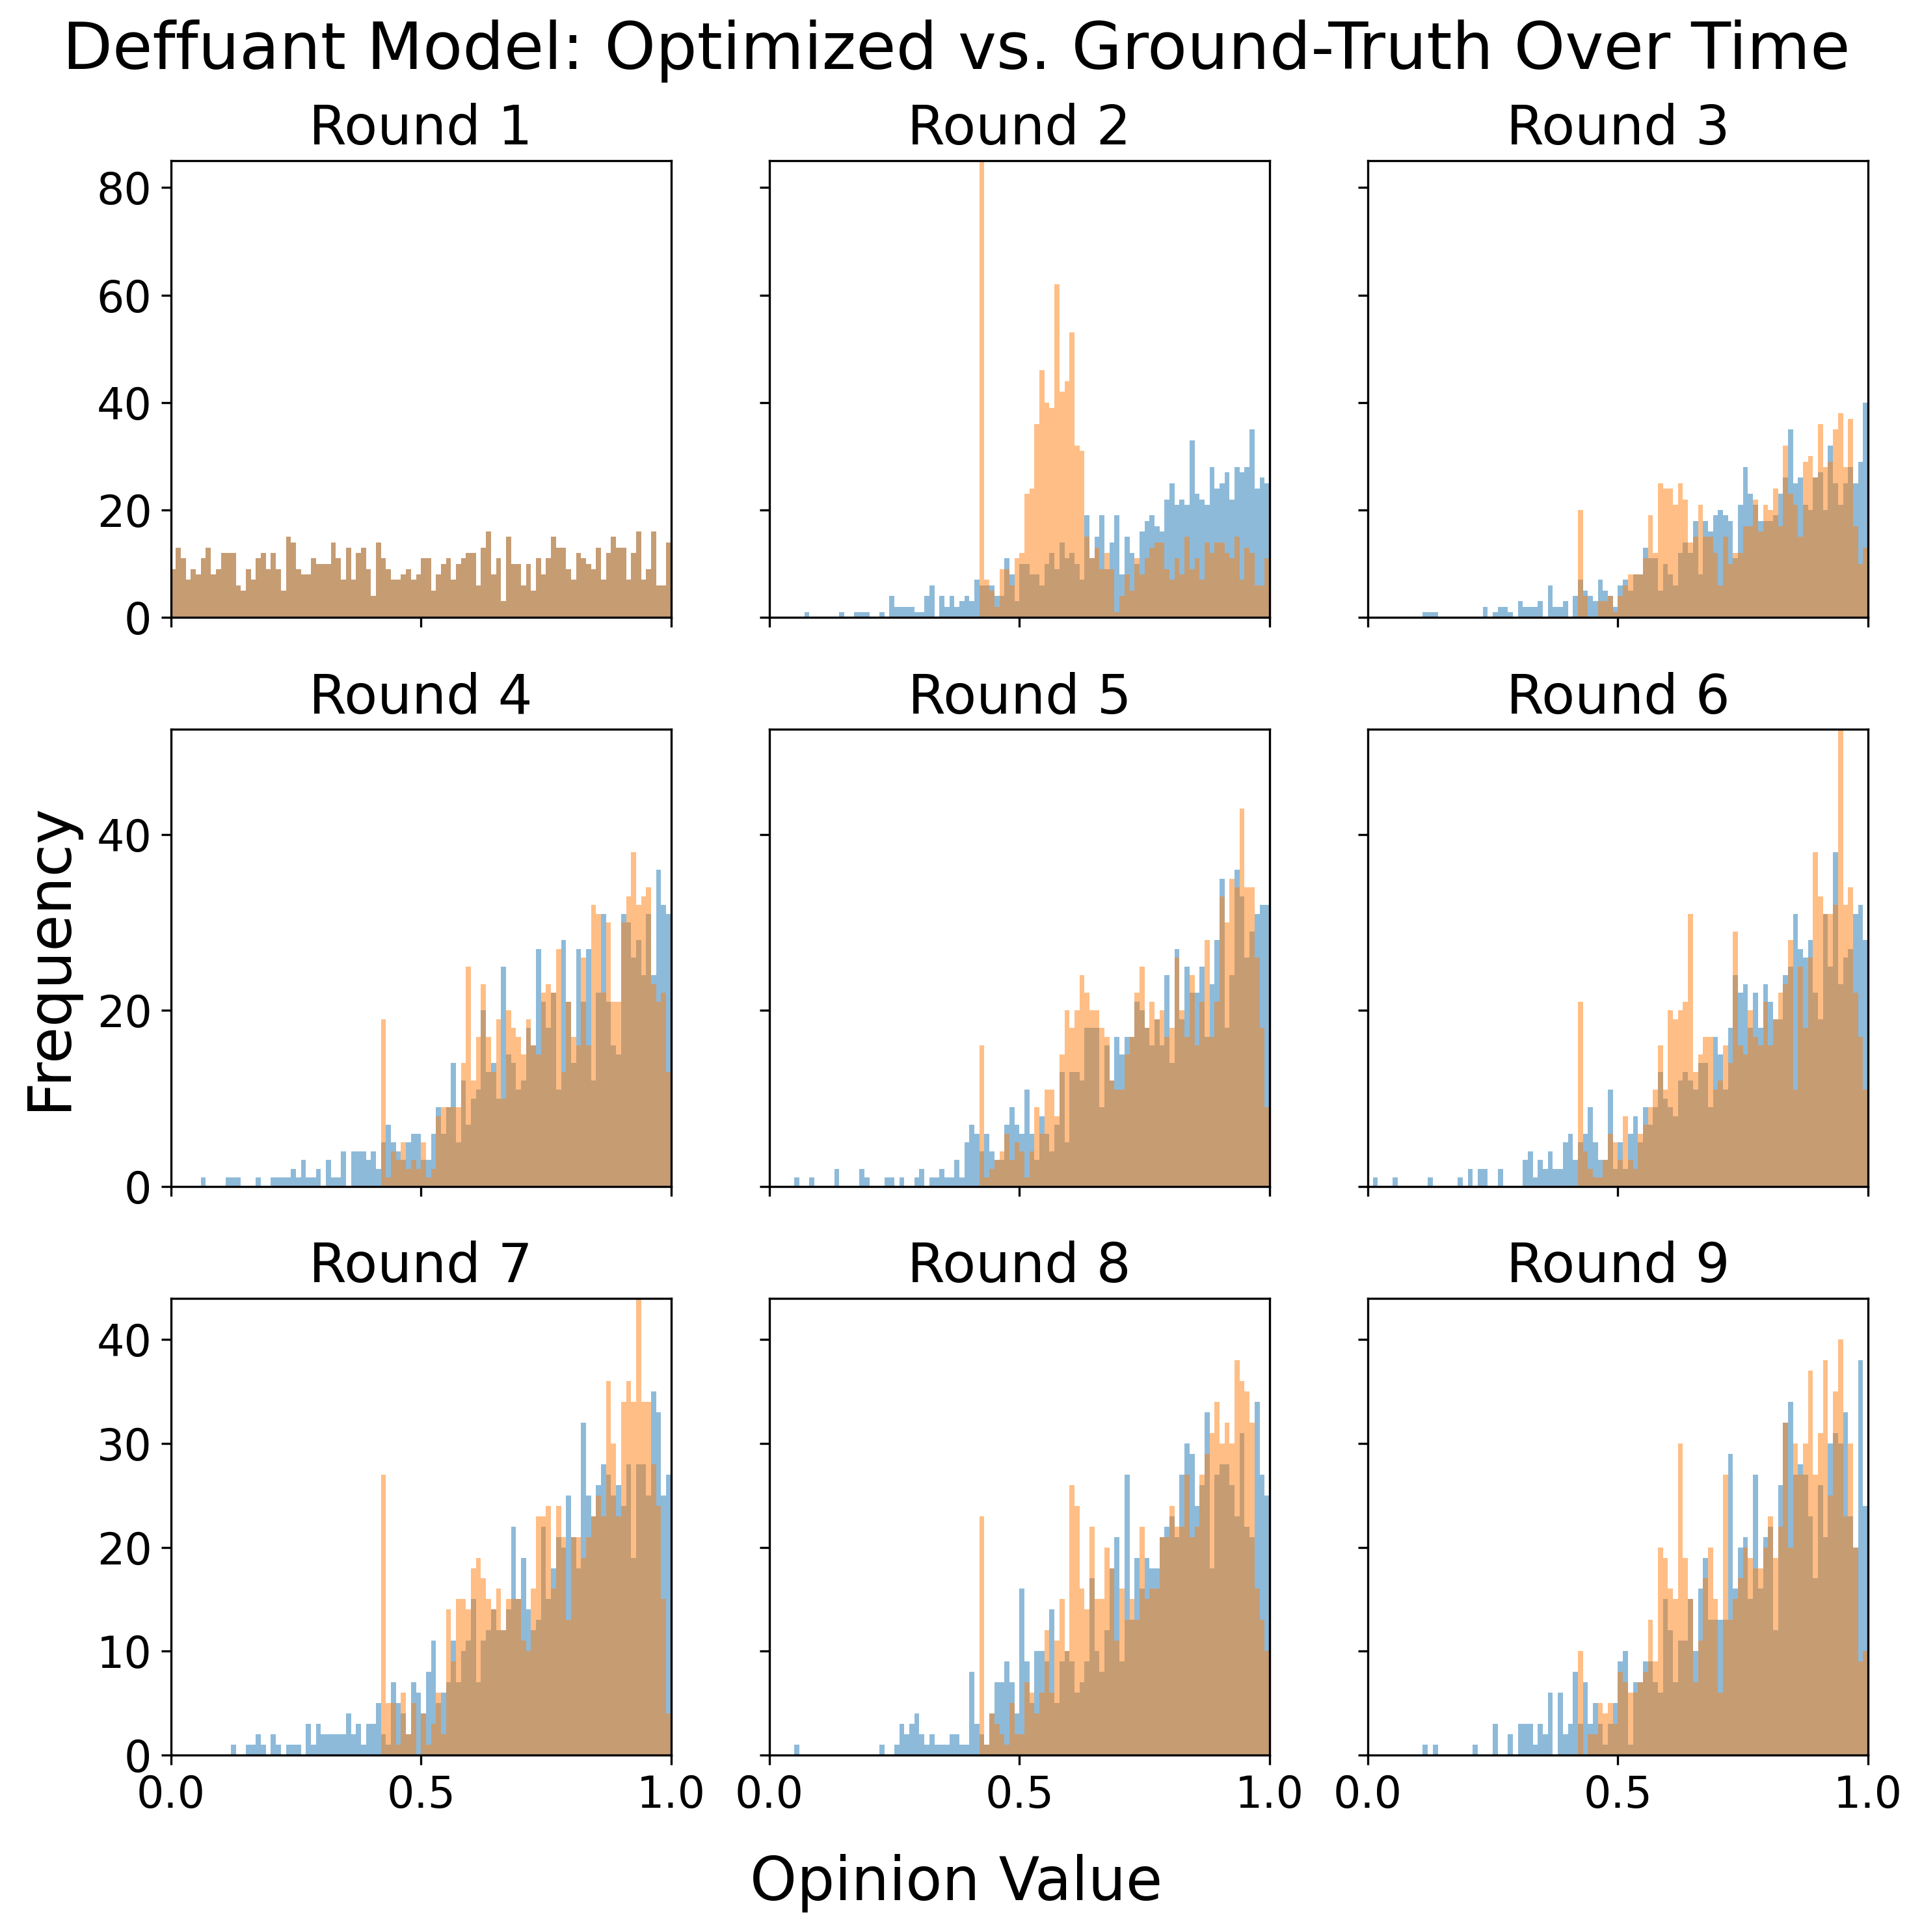 Deffuant Model: Optimized vs. Ground-Truth Over Time
Round 1
Round 2
Round 3
80
60
40
20
0
Round 4
Round 5
Round 6
Frequency
40
20
0
Round 7
Round 8
Round 9
40
30
20
10
0
0.0 0.5 1.0 0.0 0.5 1.0 0.0 0.5 1.0
Opinion Value